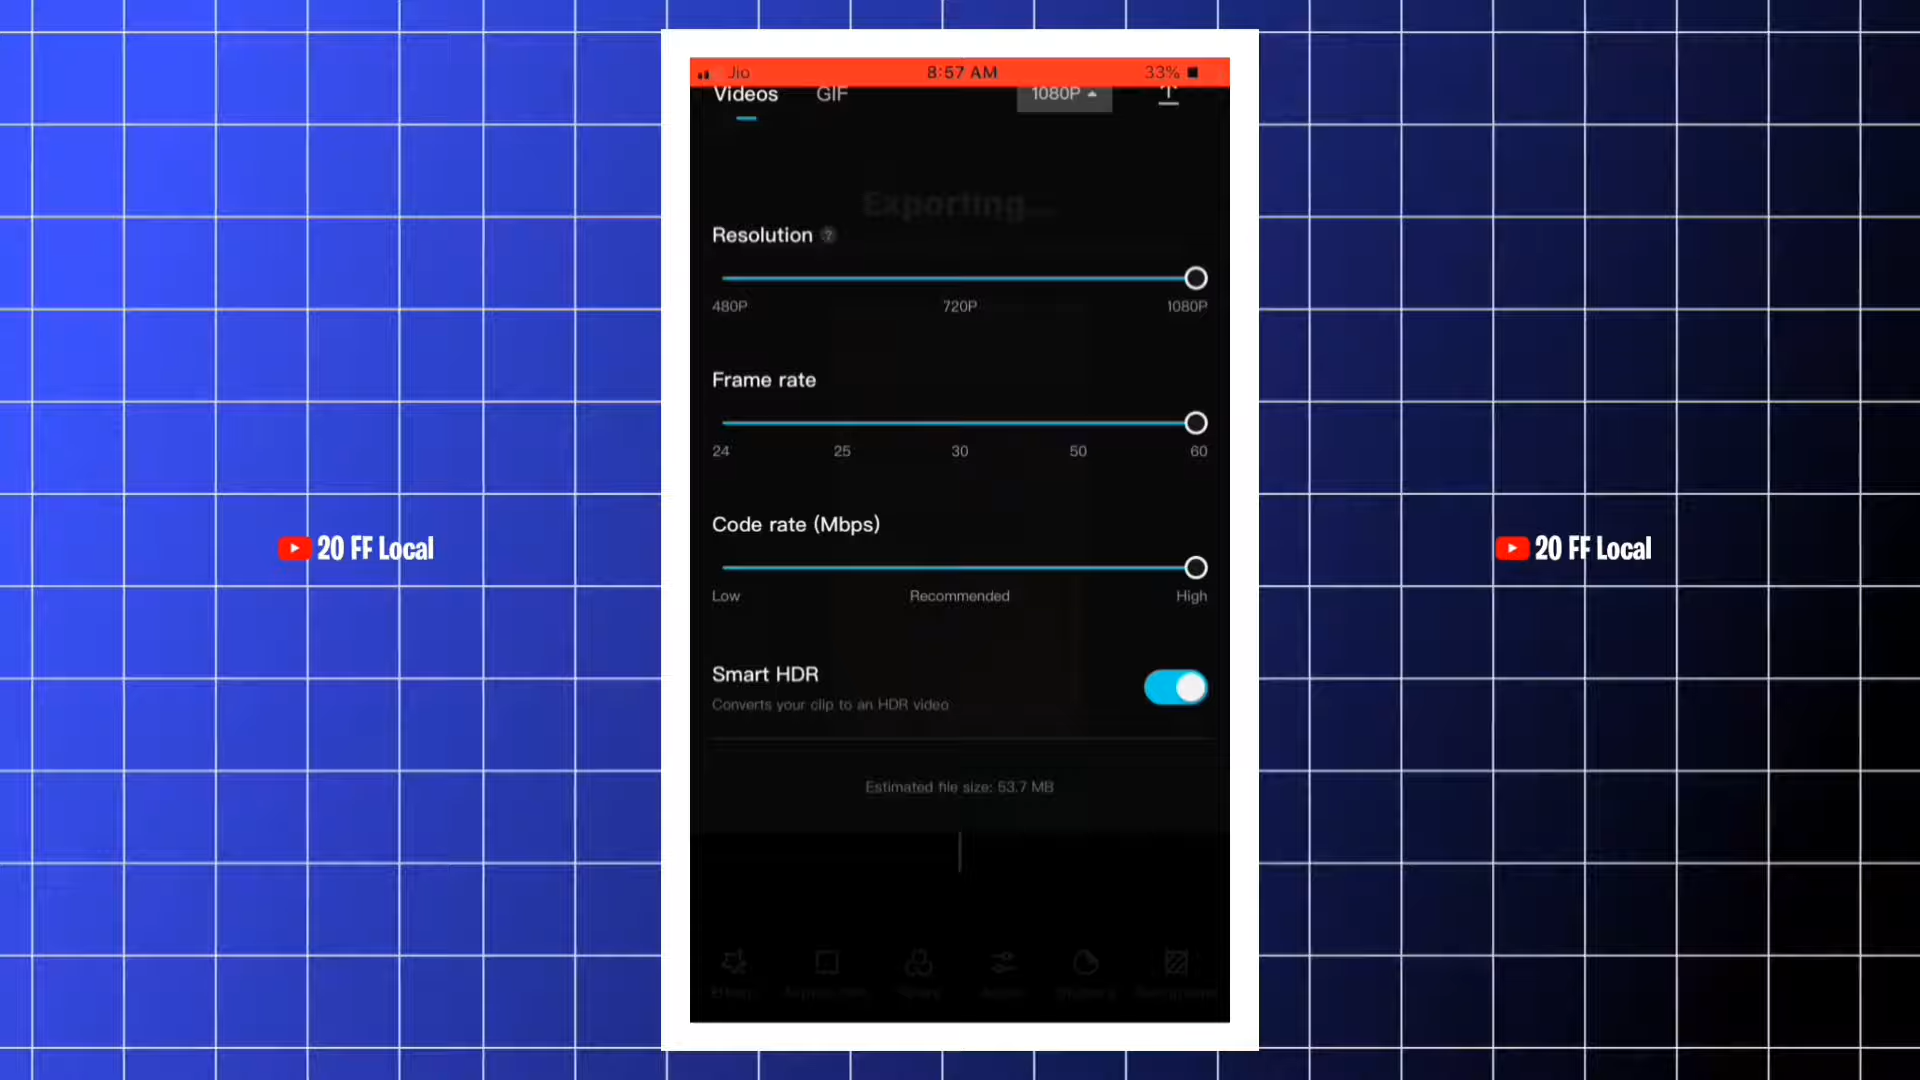 Jio 8:57 AM 33%
Videos GIF 1080P
Exporting...
Resolution ?
480P 720P 1080P
Frame rate
24 25 30 50 60
Code rate (Mbps)
20 FF Local
20 FF Local
Low Recommended High
Smart HDR
Converts your clip to an HDR video
Estimated file size: 53.7 MB